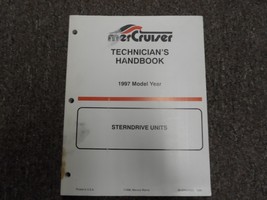 merCruiser
TECHNICIAN'S
HANDBOOK
1997 Model Year
STERNDRIVE UNITS